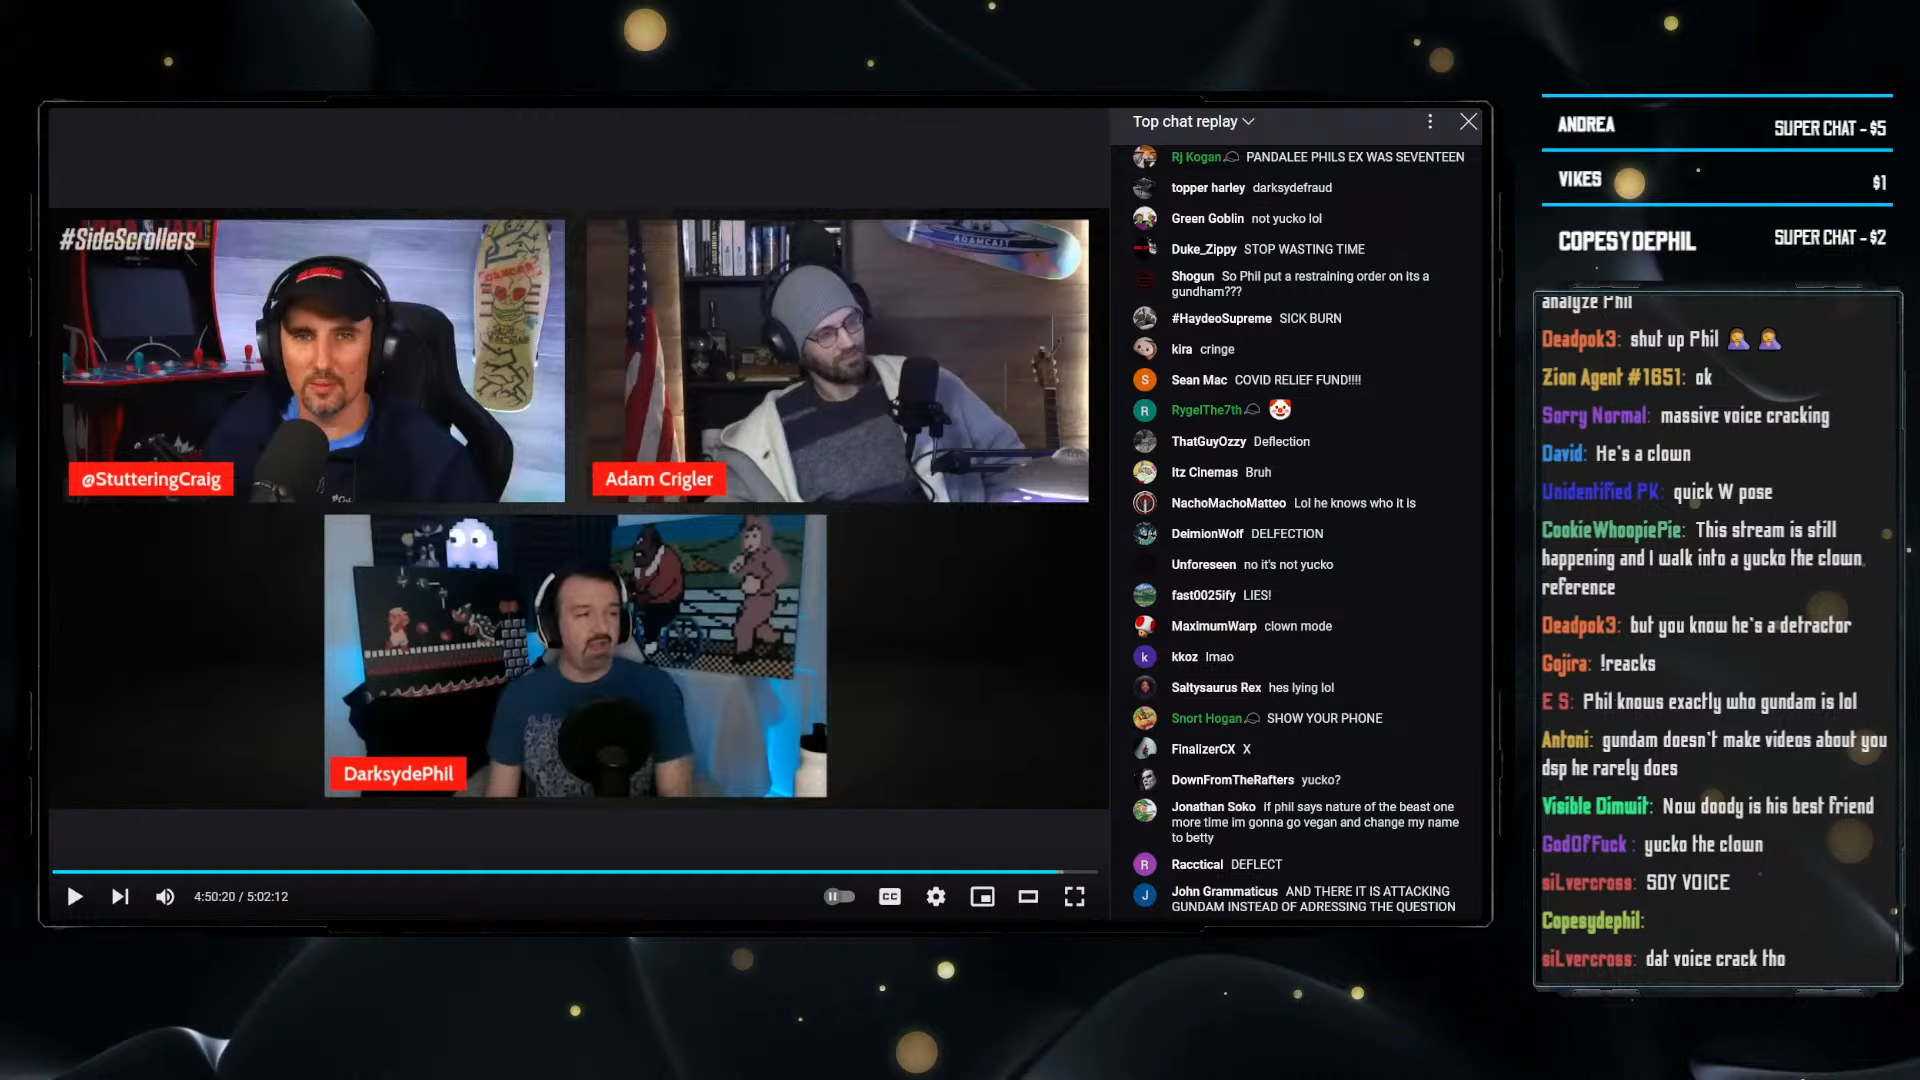 #SideScrollers
@StutteringCraig
ADAMCAST
Adam Crigler
DarksydePhil
4:50:20 / 5:02:12
CC
Top chat replay
Rj Kogan PANDALEE PHILS EX WAS SEVENTEEN
topper harley darksydefraud
Green Goblin not yucko lol
Duke_Zippy STOP WASTING TIME
Shogun So Phil put a restraining order on its a
gundham???
#HaydeoSupreme SICK BURN
kira cringe
S Sean Mac COVID RELIEF FUND!!!!
R RygelThe7th 🤡
ThatGuyOzzy Deflection
Itz Cinemas Bruh
NachoMachoMatteo Lol he knows who it is
DeimionWolf DELFECTION
Unforeseen no it's not yucko
fast0025ify LIES!
MaximumWarp clown mode
k kkoz lmao
Saltysaurus Rex hes lying lol
Snort Hogan SHOW YOUR PHONE
FinalizerCX X
DownFromTheRafters yucko?
Jonathan Soko if phil says nature of the beast one
more time im gonna go vegan and change my name
to betty
R Racctical DEFLECT
J John Grammaticus AND THERE IT IS ATTACKING
GUNDAM INSTEAD OF ADRESSING THE QUESTION
ANDREA SUPER CHAT - $5
VIKES $1
COPESYDEPHIL SUPER CHAT - $2
analyze Phil
Deadpok3: shut up Phil 🤦 🤦
Zion Agent #1651: ok
Sorry Normal: massive voice cracking
David: He's a clown
Unidentified PK: quick W pose
CookieWhoopiePie: This stream is still
happening and I walk into a yucko the clown
reference
Deadpok3: but you know he's a detractor
Gojira: !reacks
E S: Phil knows exactly who gundam is lol
Antoni: gundam doesn't make videos about you
dsp he rarely does
Visible Dimwit: Now doody is his best friend
GodOfFuck : yucko the clown
siLvercross: SOY VOICE
Copesydephil:
siLvercross: dat voice crack tho